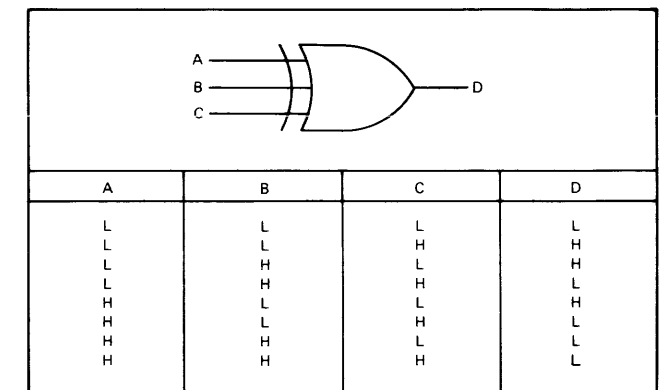 A
B
C
D
A B C D
L L L L
L L H H
L H L H
L H H L
H L L H
H L H L
H H L L
H H H L